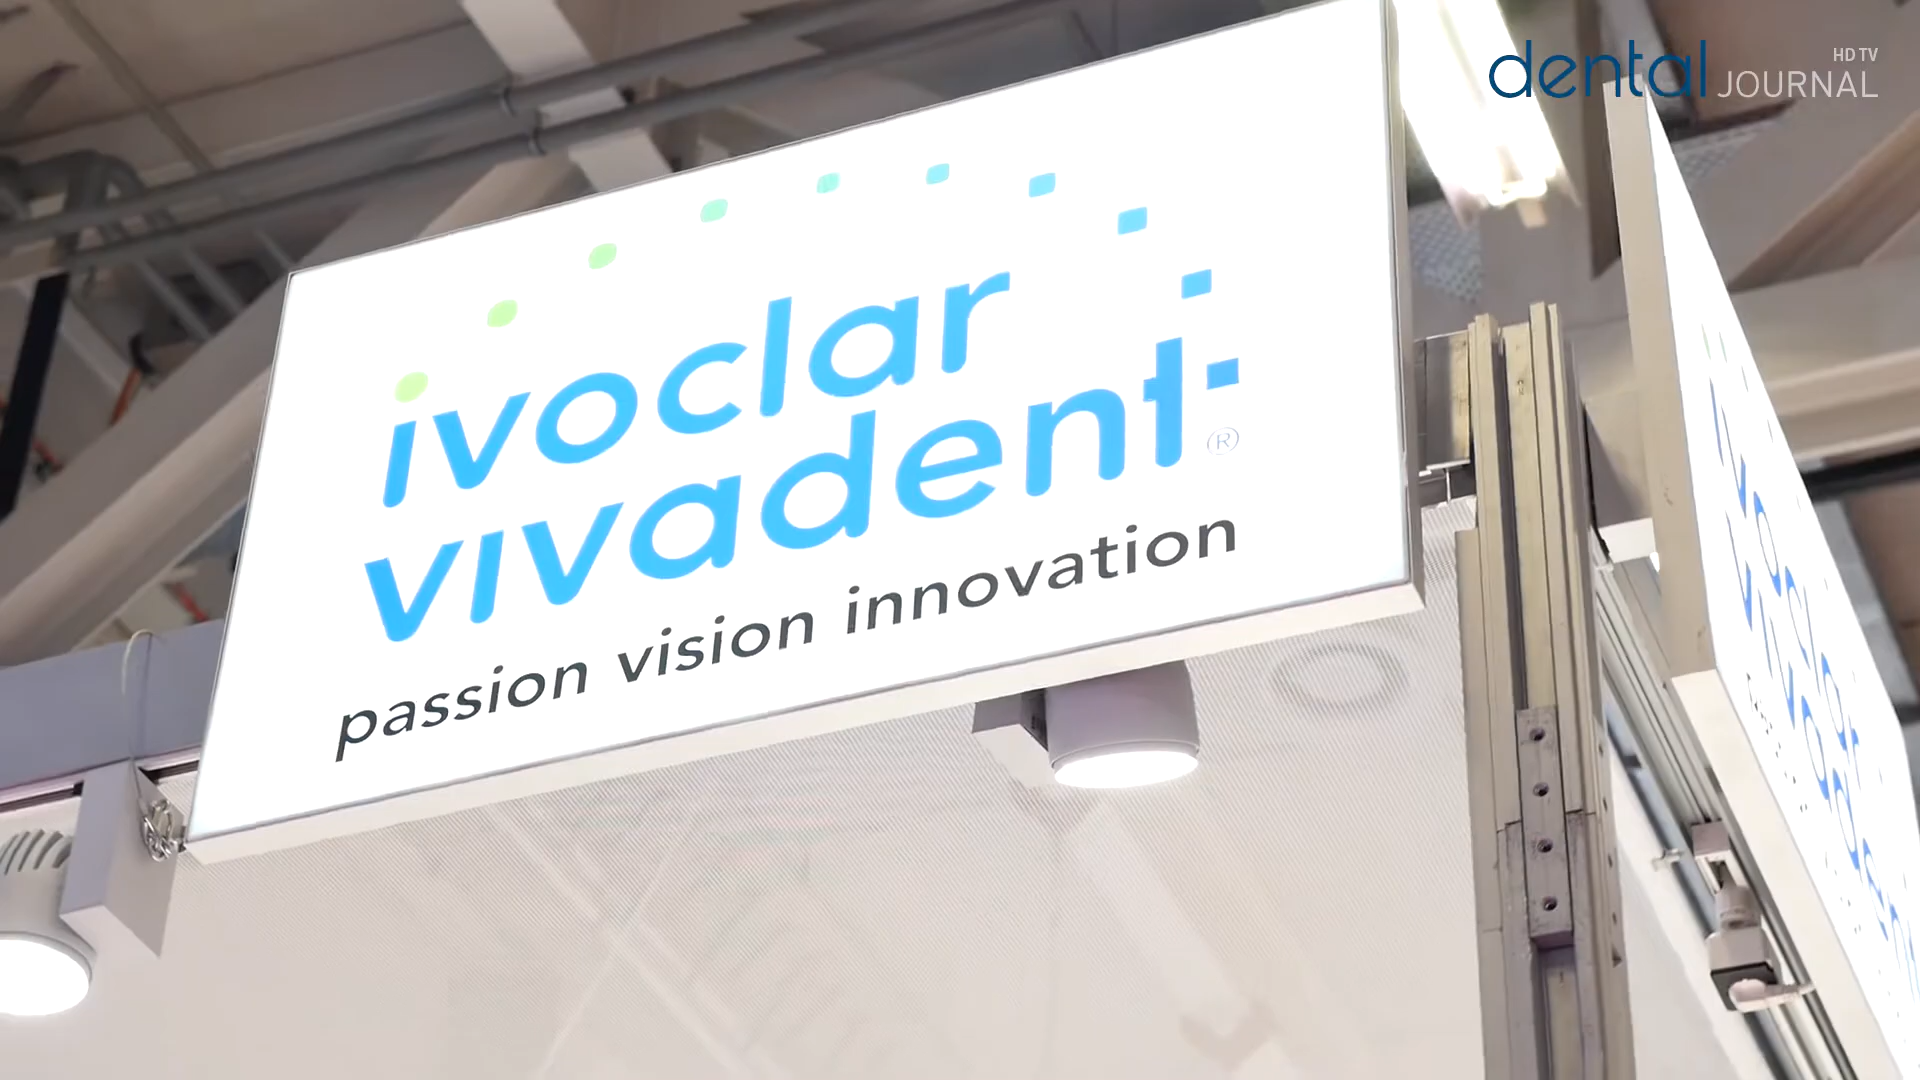 HD TV
dental JOURNAL
ivoclar
vivadent
®
passion vision innovation